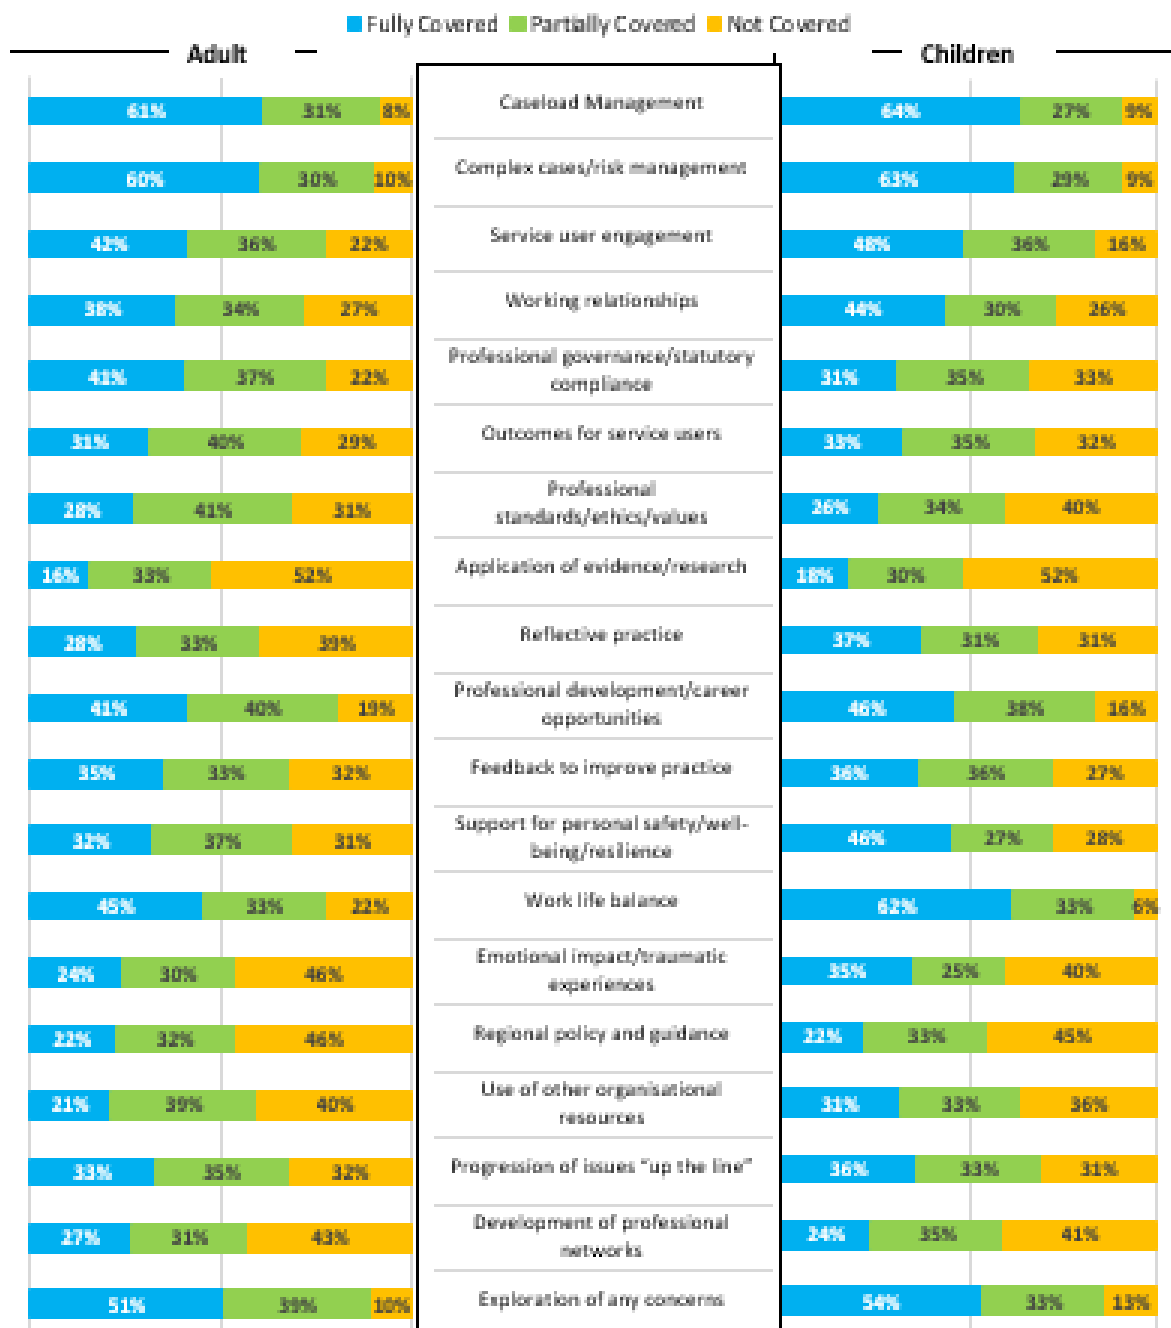 Fully Covered Partially Covered Not Covered
Adult
Children
61% 31% 8% Caseload Management 64% 27% 9%
60% 30% 10% Complex cases/risk management 63% 29% 9%
42% 36% 22% Service user engagement 48% 36% 16%
38% 34% 27% Working relationships 44% 30% 26%
Professional governance/statutory
41% 37% 22% compliance 31% 35% 33%
31% 40% 29% Outcomes for service users 33% 35% 32%
Professional
28% 41% 31% standards/ethics/values 26% 34% 40%
16% 33% 52% Application of evidence/research 18% 30% 52%
28% 33% 39% Reflective practice 37% 31% 31%
Professional development/career
41% 40% 19% opportunities 46% 38% 16%
35% 33% 32% Feedback to improve practice 36% 36% 27%
Support for personal safety/well-
32% 37% 31% being/resilience 46% 27% 28%
45% 33% 22% Work life balance 62% 33% 6%
Emotional impact/traumatic
24% 30% 46% experiences 35% 25% 40%
22% 32% 46% Regional policy and guidance 22% 33% 45%
Use of other organisational
21% 39% 40% resources 31% 33% 36%
33% 35% 32% Progression of issues "up the line" 36% 33% 31%
Development of professional
27% 31% 43% networks 24% 35% 41%
51% 39% 10% Exploration of any concerns 54% 33% 13%